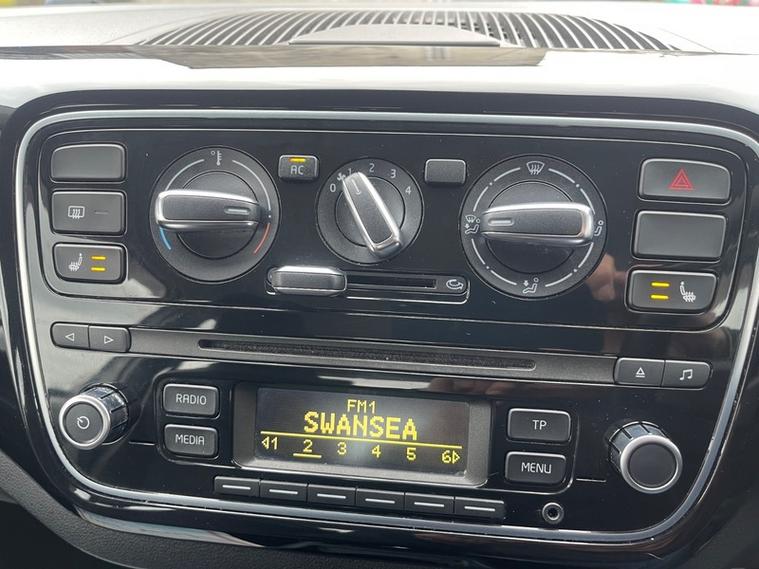 AC
0 1 2 3 4
RADIO
MEDIA
FM1
SWANSEA
1 2 3 4 5 6
TP
MENU